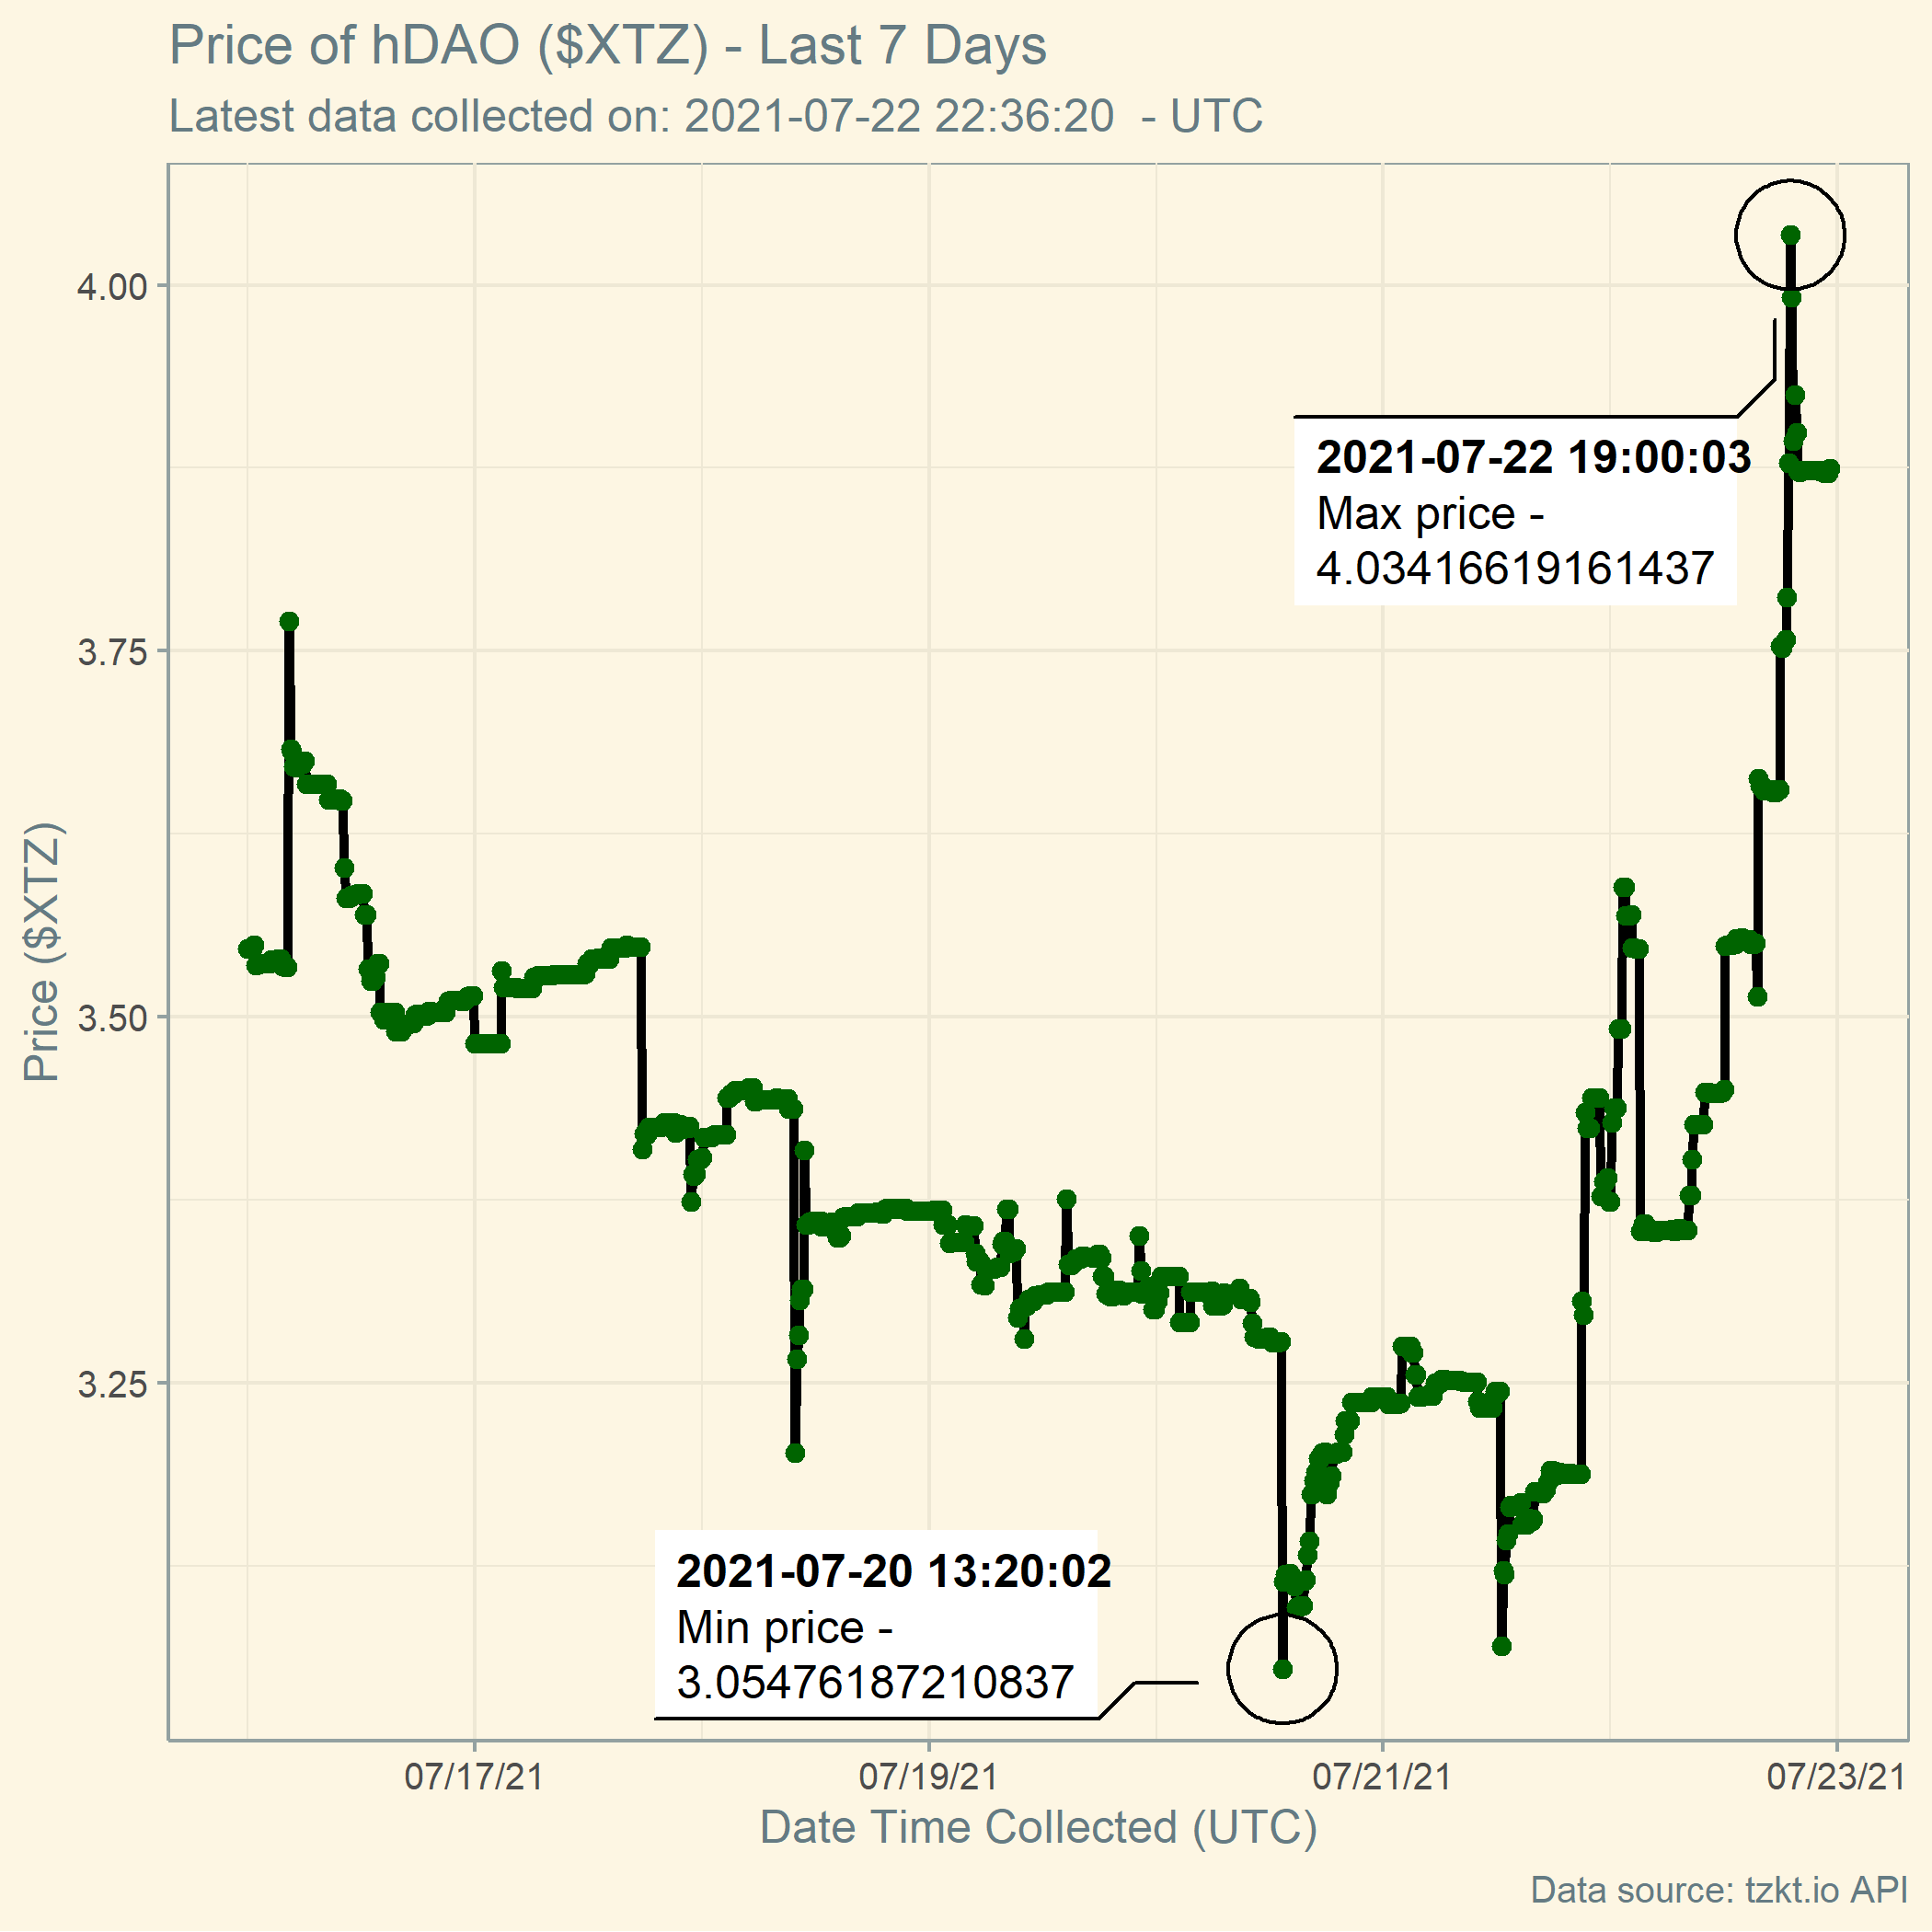 Price of hDAO ($XTZ) - Last 7 Days
Latest data collected on: 2021-07-22 22:36:20  - UTC
4.00
2021-07-22 19:00:03
Max price -
4.03416619161437
3.75
Price ($XTZ)
3.50
3.25
2021-07-20 13:20:02
Min price -
3.05476187210837
07/17/21
07/19/21
07/21/21
07/23/21
Date Time Collected (UTC)
Data source: tzkt.io API